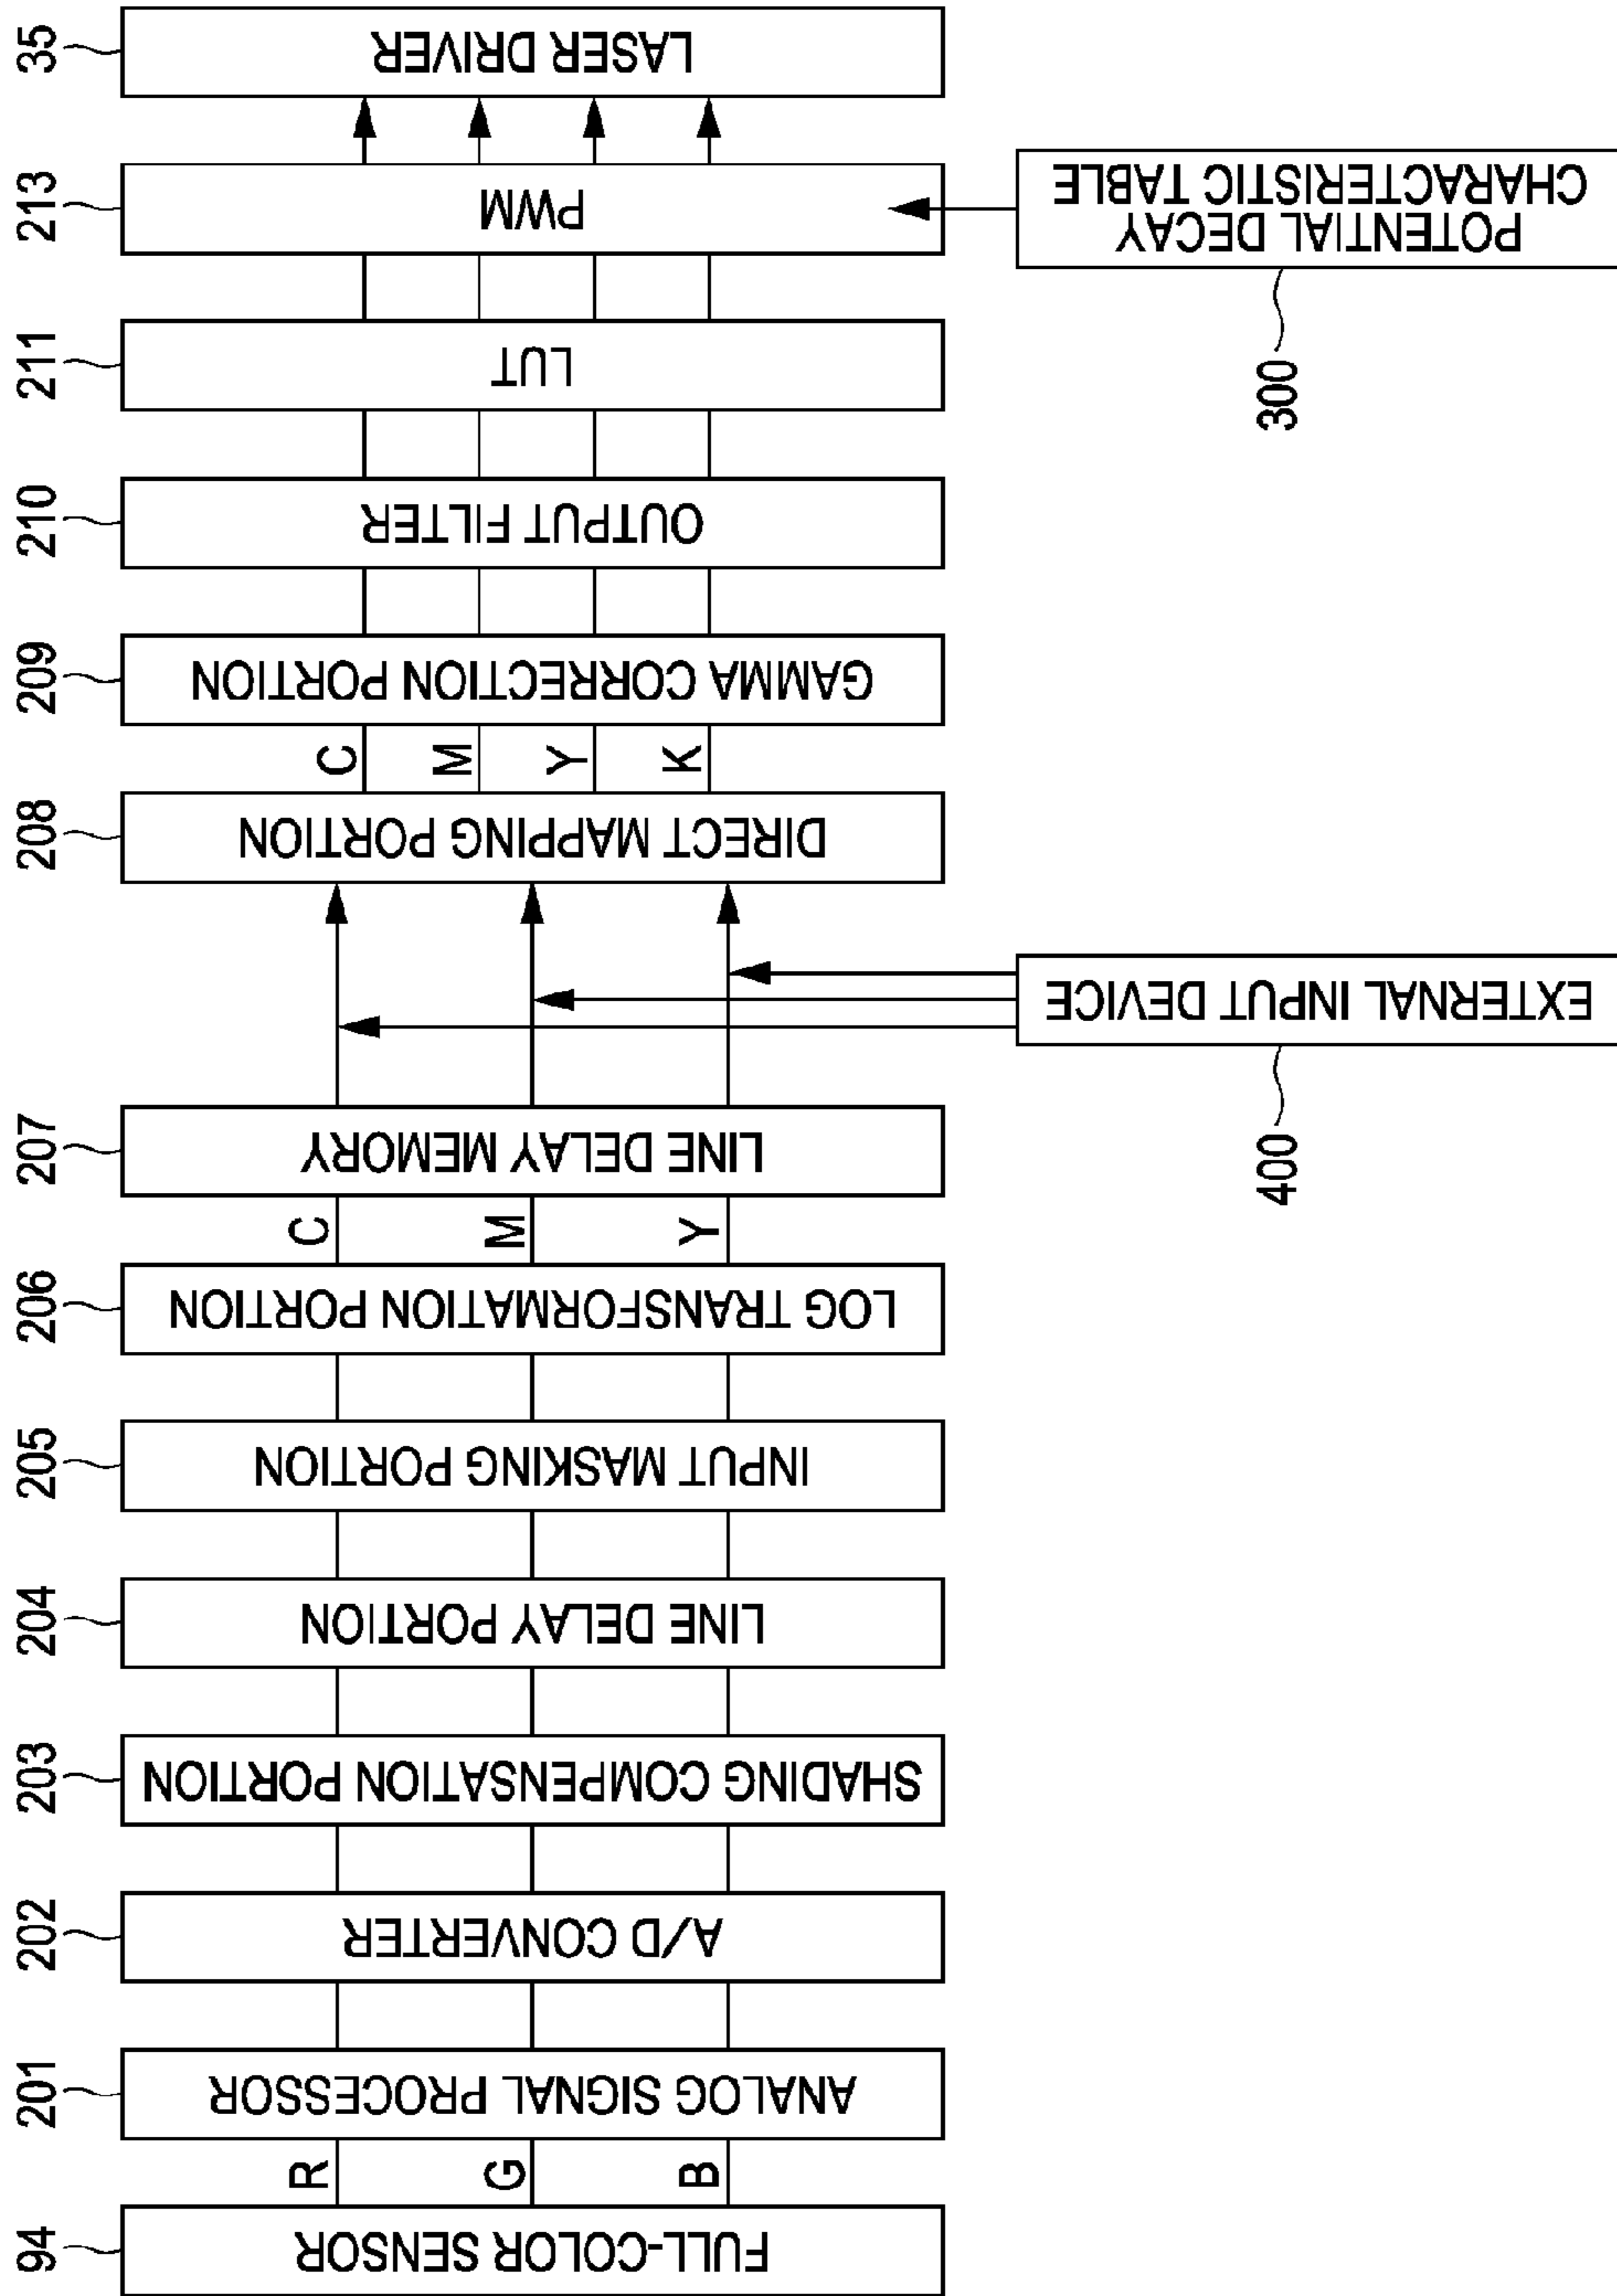 94
FULL-COLOR SENSOR
R
G
B
201
ANALOG SIGNAL PROCESSOR
202
A/D CONVERTER
203
SHADING COMPENSATION PORTION
204
LINE DELAY PORTION
205
INPUT MASKING PORTION
206
LOG TRANSFORMATION PORTION
C
M
Y
207
LINE DELAY MEMORY
400
EXTERNAL INPUT DEVICE
208
DIRECT MAPPING PORTION
C
M
Y
K
209
GAMMA CORRECTION PORTION
210
OUTPUT FILTER
211
LUT
213
PWM
300
POTENTIAL DECAY
CHARACTERISTIC TABLE
35
LASER DRIVER